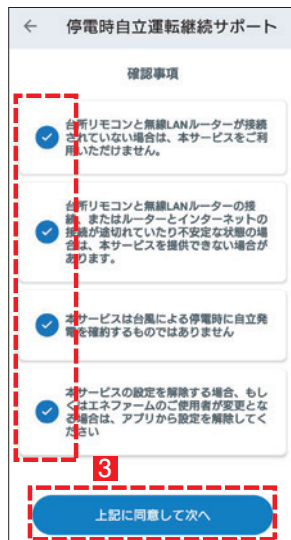 ← 停電時自立運転継続サポート
確認事項
台所リモコンと無線LANルーターが接続
されていない場合は、本サービスをご利
用いただけません。
台所リモコンと無線LANルーターの接
続、またはルーターとインターネットの
接続が途切れていたり不安定な状態の場
合は、本サービスを提供できない場合が
あります。
本サービスは台風による停電時に自立発
電を確約するものではありません
本サービスの設定を解除する場合、もし
くはエネファームのご使用者が変更とな
る場合は、アプリから設定を解除してく
ださい
3
上記に同意して次へ